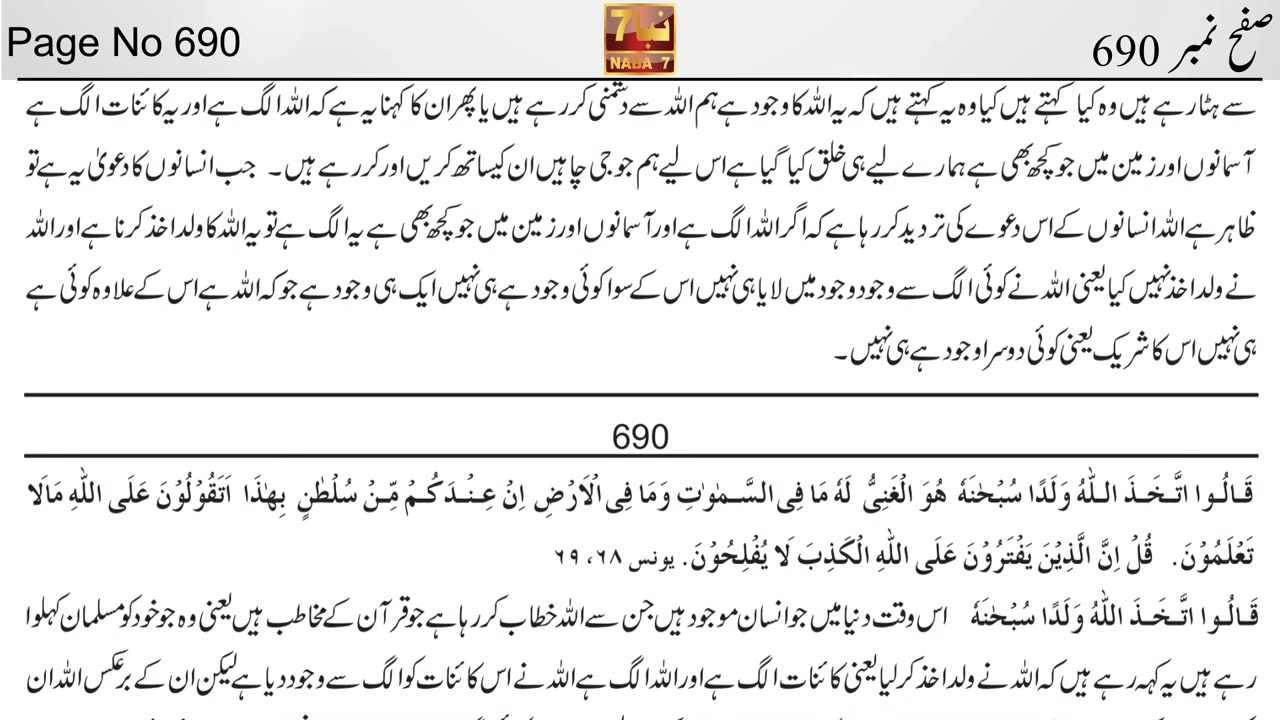 Page No 690
نبا 7
NABA 7
صفحہ نمبر 690
سے ہٹا رہے ہیں وہ کیا کہتے ہیں کیا وہ یہ کہتے ہیں کہ یہ اللہ کا وجود ہے ہم اللہ سے دشمنی کر رہے ہیں یا پھر ان کا کہنا یہ ہے کہ اللہ الگ ہے اور یہ کائنات الگ ہے
آسمانوں اور زمین میں جو کچھ بھی ہے ہمارے لیے ہی خلق کیا گیا ہے اس لیے ہم جو جی چاہیں ان کیساتھ کریں اور کر رہے ہیں۔ جب انسانوں کا دعویٰ یہ ہے تو
ظاہر ہے اللہ انسانوں کے اس دعوے کی تردید کر رہا ہے کہ اگر اللہ الگ ہے اور آسمانوں اور زمین میں جو کچھ بھی ہے یہ الگ ہے تو یہ اللہ کا ولد اخذ کرنا ہے اور اللہ
نے ولد اخذ نہیں کیا یعنی اللہ نے کوئی الگ سے وجود وجود میں لایا ہی نہیں اس کے سوا کوئی وجود ہے ہی نہیں ایک ہی وجود ہے جو کہ اللہ ہے اس کے علاوہ کوئی ہے
ہی نہیں اس کا شریک یعنی کوئی دوسرا وجود ہے ہی نہیں۔
690
قَالُوا اتَّخَذَ اللّٰهُ وَلَدًا سُبْحٰنَهٗ هُوَ الْغَنِیُّ لَهٗ مَا فِی السَّمٰوٰتِ وَمَا فِی الْاَرْضِ اِنْ عِنْدَکُمْ مِّنْ سُلْطٰنٍ بِهٰذَا اَتَقُوْلُوْنَ عَلَی اللّٰهِ مَالَا
تَعْلَمُوْنَ. قُلْ اِنَّ الَّذِیْنَ یَفْتَرُوْنَ عَلَی اللّٰهِ الْکَذِبَ لَا یُفْلِحُوْنَ. یونس ۶۸، ۶۹
قَالُوا اتَّخَذَ اللّٰهُ وَلَدًا سُبْحٰنَهٗ اس وقت دنیا میں جو انسان موجود ہیں جن سے اللہ خطاب کر رہا ہے جو قرآن کے مخاطب ہیں یعنی وہ جو خود کو مسلمان کہلوا
رہے ہیں یہ کہہ رہے ہیں کہ اللہ نے ولد اخذ کر لیا یعنی کائنات الگ ہے اور اللہ الگ ہے اللہ نے اس کائنات کو الگ سے وجود دیا ہے لیکن ان کے برعکس اللہ ان